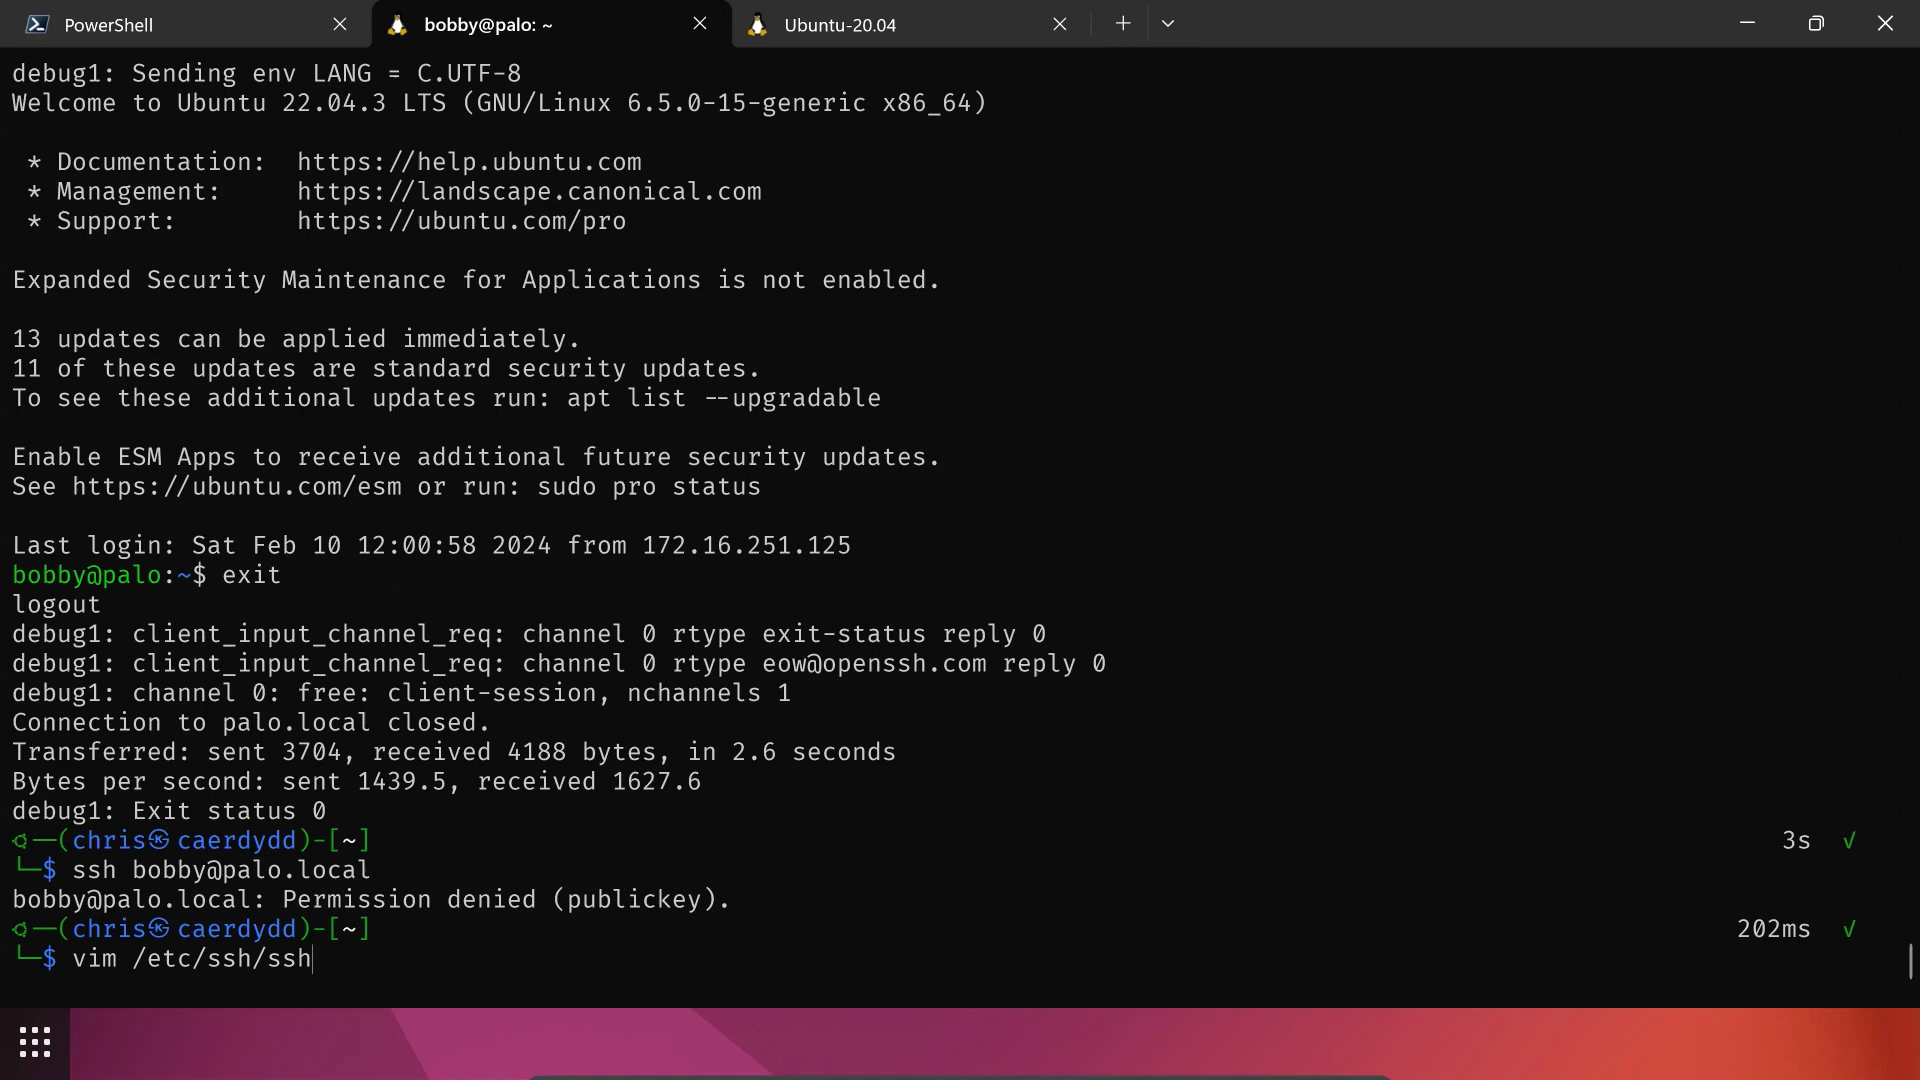 PowerShell
bobby@palo: ~
Ubuntu-20.04
debug1: Sending env LANG = C.UTF-8
Welcome to Ubuntu 22.04.3 LTS (GNU/Linux 6.5.0-15-generic x86_64)
* Documentation:  https://help.ubuntu.com
* Management:     https://landscape.canonical.com
* Support:        https://ubuntu.com/pro
Expanded Security Maintenance for Applications is not enabled.
13 updates can be applied immediately.
11 of these updates are standard security updates.
To see these additional updates run: apt list --upgradable
Enable ESM Apps to receive additional future security updates.
See https://ubuntu.com/esm or run: sudo pro status
Last login: Sat Feb 10 12:00:58 2024 from 172.16.251.125
bobby@palo:~$ exit
logout
debug1: client_input_channel_req: channel 0 rtype exit-status reply 0
debug1: client_input_channel_req: channel 0 rtype eow@openssh.com reply 0
debug1: channel 0: free: client-session, nchannels 1
Connection to palo.local closed.
Transferred: sent 3704, received 4188 bytes, in 2.6 seconds
Bytes per second: sent 1439.5, received 1627.6
debug1: Exit status 0
(chris㉿caerdydd)-[~] 3s √
└─$ ssh bobby@palo.local
bobby@palo.local: Permission denied (publickey).
(chris㉿caerdydd)-[~] 202ms √
└─$ vim /etc/ssh/ssh